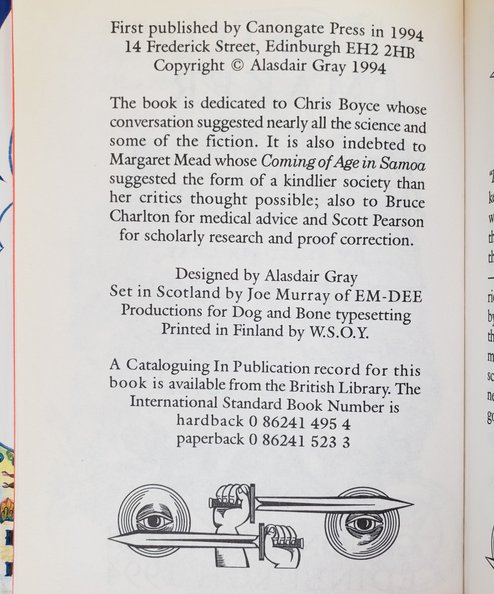 First published by Canongate Press in 1994
14 Frederick Street, Edinburgh EH2 2HB
Copyright © Alasdair Gray 1994
The book is dedicated to Chris Boyce whose
conversation suggested nearly all the science and
some of the fiction. It is also indebted to
Margaret Mead whose Coming of Age in Samoa
suggested the form of a kindlier society than
her critics thought possible; also to Bruce
Charlton for medical advice and Scott Pearson
for scholarly research and proof correction.
Designed by Alasdair Gray
Set in Scotland by Joe Murray of EM-DEE
Productions for Dog and Bone typesetting
Printed in Finland by W.S.O.Y.
A Cataloguing In Publication record for this
book is available from the British Library. The
International Standard Book Number is
hardback 0 86241 495 4
paperback 0 86241 523 3